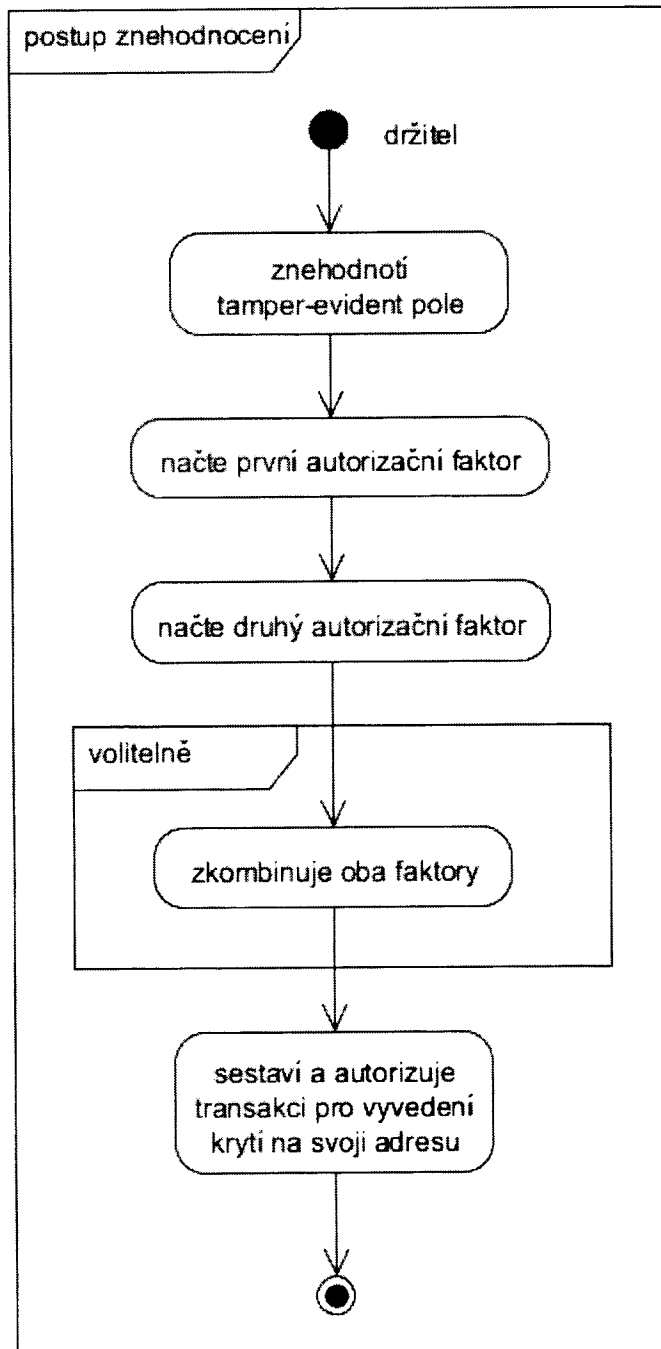 postup znehodnocení
držitel
znehodnotí
tamper-evident pole
načte první autorizační faktor
načte druhý autorizační faktor
volitelně
zkombinuje oba faktory
sestaví a autorizuje
transakci pro vyvedení
krytí na svoji adresu